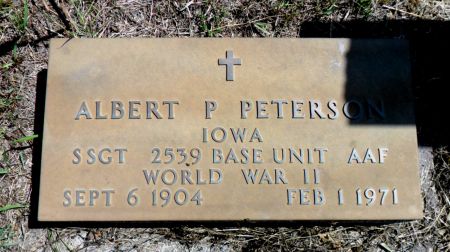 ALBERT P PETERSON
IOWA
SSGT 2539 BASE UNIT AAF
WORLD WAR II
SEPT 6 1904 FEB 1 1971